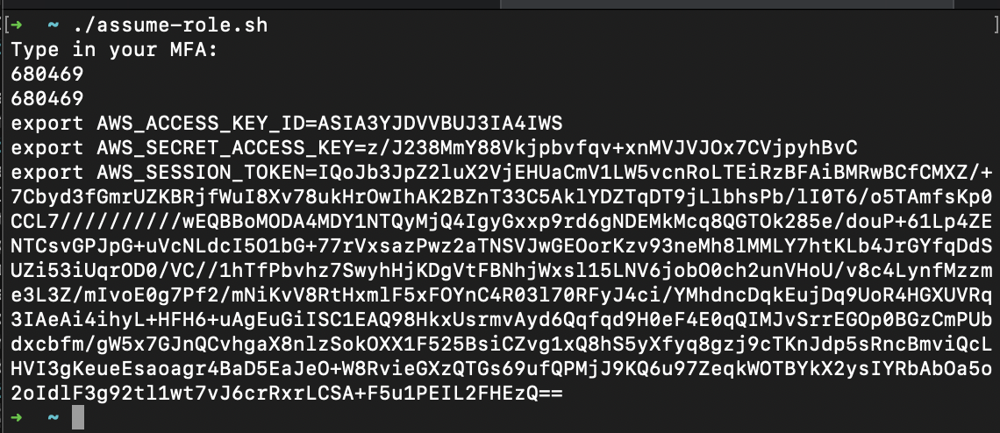 [➜ ~ ./assume-role.sh ]
Type in your MFA:
680469
680469
export AWS_ACCESS_KEY_ID=ASIA3YJDVVBUJ3IA4IWS
export AWS_SECRET_ACCESS_KEY=z/J238MmY88Vkjpbvfqv+xnMVJVJOx7CVjpyhBvC
export AWS_SESSION_TOKEN=IQoJb3JpZ2luX2VjEHUaCmV1LW5vcnRoLTEiRzBFAiBMRwBCfCMXZ/+
7Cbyd3fGmrUZKBRjfWuI8Xv78ukHrOwIhAK2BZnT33C5AklYDZTqDT9jLlbhsPb/lI0T6/o5TAmfsKp0
CCL7//////////wEQBBoMODA4MDY1NTQyMjQ4IgyGxxp9rd6gNDEMkMcq8QGTOk285e/douP+61Lp4ZE
NTCsvGPJpG+uVcNLdcI5O1bG+77rVxsazPwz2aTNSVJwGEOorKzv93neMh8lMMLY7htKLb4JrGYfqDdS
UZi53iUqrOD0/VC//1hTfPbvhz7SwyhHjKDgVtFBNhjWxsl15LNV6jobO0ch2unVHoU/v8c4LynfMzzm
e3L3Z/mIvoE0g7Pf2/mNiKvV8RtHxmlF5xFOYnC4R03l70RFyJ4ci/YMhdncDqkEujDq9UoR4HGXUVRq
3IAeAi4ihyL+HFH6+uAgEuGiISC1EAQ98HkxUsrmvAyd6Qqfqd9H0eF4E0qQIMJvSrrEGOp0BGzCmPUb
dxcbfm/gW5x7GJnQCvhgaX8nlzSokOXX1F525BsiCZvg1xQ8hS5yXfyq8gzj9cTKnJdp5sRncBmviQcL
HVI3gKeueEsaoagr4BaD5EaJeO+W8RvieGXzQTGs69ufQPMjJ9KQ6u97ZeqkWOTBYkX2ysIYRbAbOa5o
2oIdlF3g92tl1wt7vJ6crRxrLCSA+F5u1PEIL2FHEzQ==
➜ ~